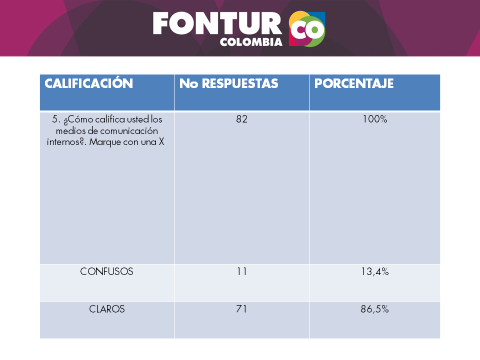 FONTUR CO
COLOMBIA
CALIFICACIÓN No RESPUESTAS PORCENTAJE
5. ¿Cómo califica usted los 82 100%
medios de comunicación
internos?. Marque con una X
CONFUSOS 11 13,4%
CLAROS 71 86,5%